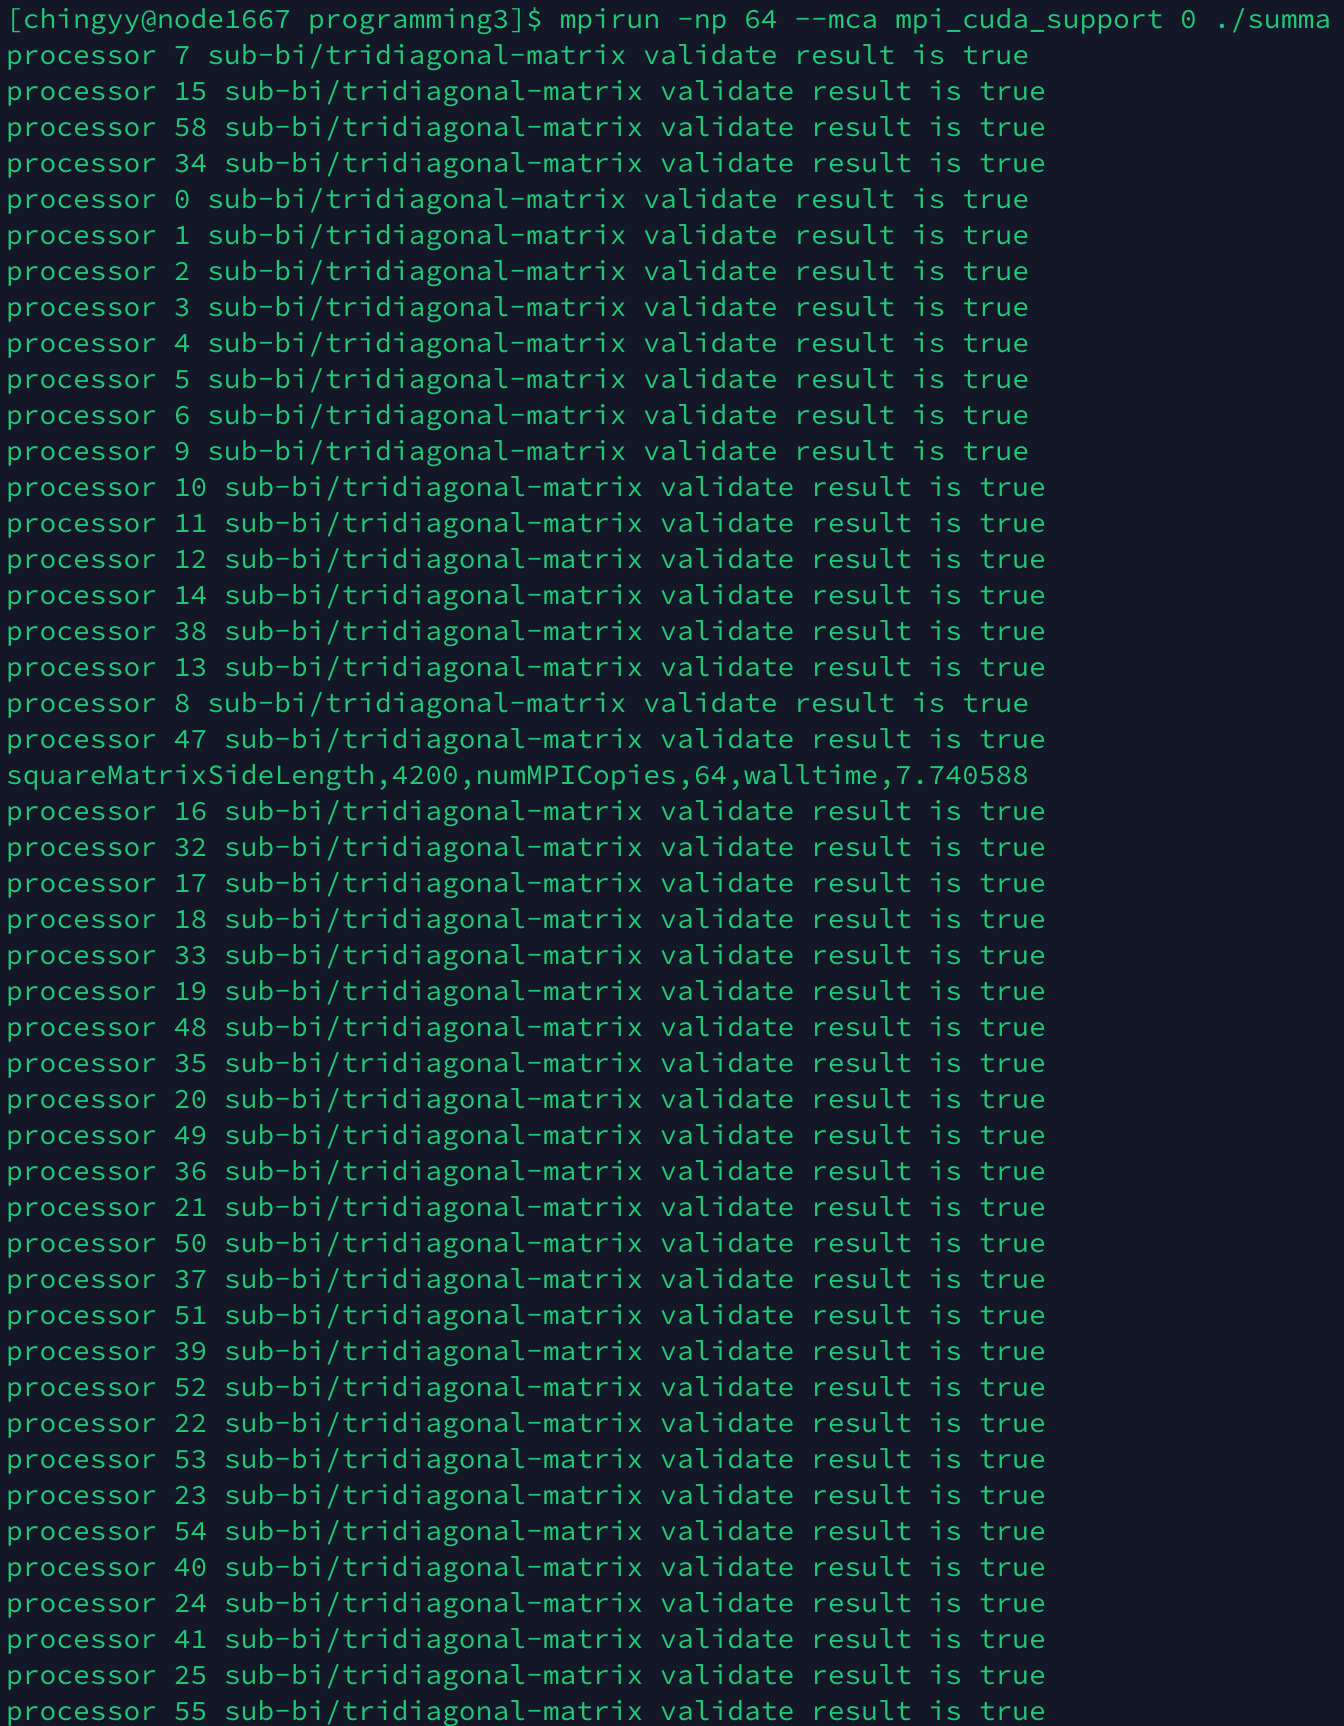 [chingyy@node1667 programming3]$ mpirun -np 64 --mca mpi_cuda_support 0 ./summa
processor 7 sub-bi/tridiagonal-matrix validate result is true
processor 15 sub-bi/tridiagonal-matrix validate result is true
processor 58 sub-bi/tridiagonal-matrix validate result is true
processor 34 sub-bi/tridiagonal-matrix validate result is true
processor 0 sub-bi/tridiagonal-matrix validate result is true
processor 1 sub-bi/tridiagonal-matrix validate result is true
processor 2 sub-bi/tridiagonal-matrix validate result is true
processor 3 sub-bi/tridiagonal-matrix validate result is true
processor 4 sub-bi/tridiagonal-matrix validate result is true
processor 5 sub-bi/tridiagonal-matrix validate result is true
processor 6 sub-bi/tridiagonal-matrix validate result is true
processor 9 sub-bi/tridiagonal-matrix validate result is true
processor 10 sub-bi/tridiagonal-matrix validate result is true
processor 11 sub-bi/tridiagonal-matrix validate result is true
processor 12 sub-bi/tridiagonal-matrix validate result is true
processor 14 sub-bi/tridiagonal-matrix validate result is true
processor 38 sub-bi/tridiagonal-matrix validate result is true
processor 13 sub-bi/tridiagonal-matrix validate result is true
processor 8 sub-bi/tridiagonal-matrix validate result is true
processor 47 sub-bi/tridiagonal-matrix validate result is true
squareMatrixSideLength,4200,numMPICopies,64,walltime,7.740588
processor 16 sub-bi/tridiagonal-matrix validate result is true
processor 32 sub-bi/tridiagonal-matrix validate result is true
processor 17 sub-bi/tridiagonal-matrix validate result is true
processor 18 sub-bi/tridiagonal-matrix validate result is true
processor 33 sub-bi/tridiagonal-matrix validate result is true
processor 19 sub-bi/tridiagonal-matrix validate result is true
processor 48 sub-bi/tridiagonal-matrix validate result is true
processor 35 sub-bi/tridiagonal-matrix validate result is true
processor 20 sub-bi/tridiagonal-matrix validate result is true
processor 49 sub-bi/tridiagonal-matrix validate result is true
processor 36 sub-bi/tridiagonal-matrix validate result is true
processor 21 sub-bi/tridiagonal-matrix validate result is true
processor 50 sub-bi/tridiagonal-matrix validate result is true
processor 37 sub-bi/tridiagonal-matrix validate result is true
processor 51 sub-bi/tridiagonal-matrix validate result is true
processor 39 sub-bi/tridiagonal-matrix validate result is true
processor 52 sub-bi/tridiagonal-matrix validate result is true
processor 22 sub-bi/tridiagonal-matrix validate result is true
processor 53 sub-bi/tridiagonal-matrix validate result is true
processor 23 sub-bi/tridiagonal-matrix validate result is true
processor 54 sub-bi/tridiagonal-matrix validate result is true
processor 40 sub-bi/tridiagonal-matrix validate result is true
processor 24 sub-bi/tridiagonal-matrix validate result is true
processor 41 sub-bi/tridiagonal-matrix validate result is true
processor 25 sub-bi/tridiagonal-matrix validate result is true
processor 55 sub-bi/tridiagonal-matrix validate result is true